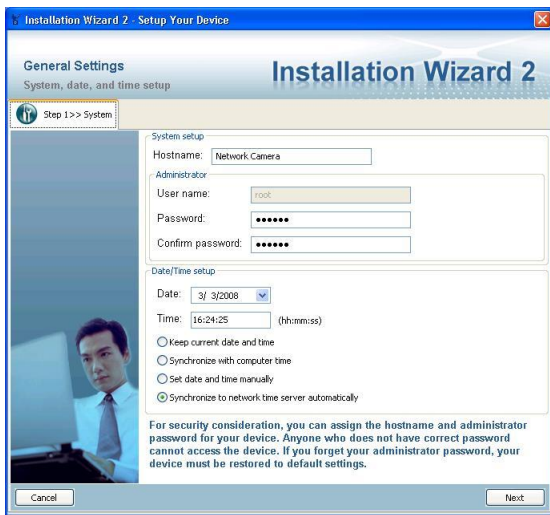 Installation Wizard 2 - Setup Your Device
General Settings
System, date, and time setup
Installation Wizard 2
Step 1>> System
System setup
Hostname: Network Camera
Administrator
User name: root
Password: ••••••
Confirm password: ••••••
Date/Time setup
Date: 3/ 3/2008
Time: 16:24:25 (hh:mm:ss)
Keep current date and time
Synchronize with computer time
Set date and time manually
Synchronize to network time server automatically
For security consideration, you can assign the hostname and administrator
password for your device. Anyone who does not have correct password
cannot access the device. If you forget your administrator password, your
device must be restored to default settings.
Cancel Next